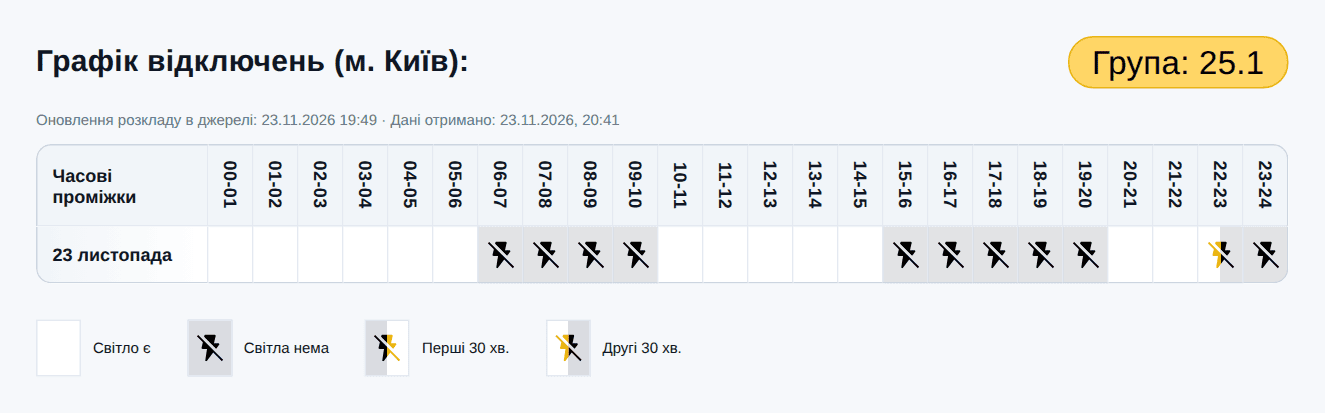 Графік відключень (м. Київ):
Група: 25.1
Оновлення розкладу в джерелі: 23.11.2026 19:49 · Дані отримано: 23.11.2026, 20:41
Часові
проміжки
00-01
01-02
02-03
03-04
04-05
05-06
06-07
07-08
08-09
09-10
10-11
11-12
12-13
13-14
14-15
15-16
16-17
17-18
18-19
19-20
20-21
21-22
22-23
23-24
23 листопада
Світло є
Світла нема
Перші 30 хв.
Другі 30 хв.